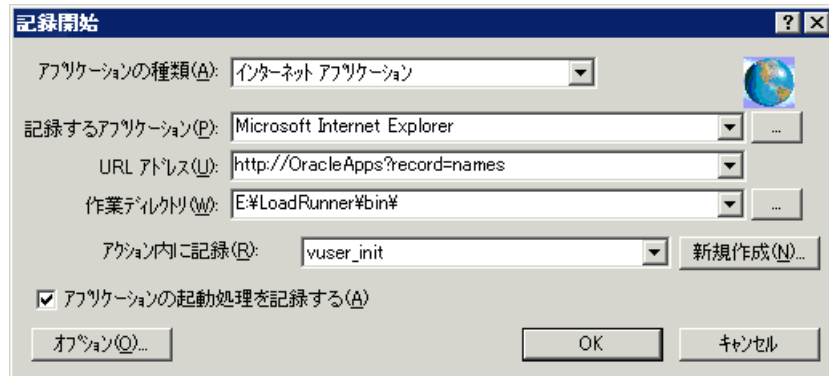 記録開始
アプリケーションの種類(A): インターネット アプリケーション
記録するアプリケーション(P): Microsoft Internet Explorer ...
URL アドレス(U): http://OracleApps?record=names
作業ディレクトリ(W): E:¥LoadRunner¥bin¥ ...
アクション内に記録(R): vuser_init 新規作成(N)...
アプリケーションの起動処理を記録する(A)
オプション(O)... OK キャンセル